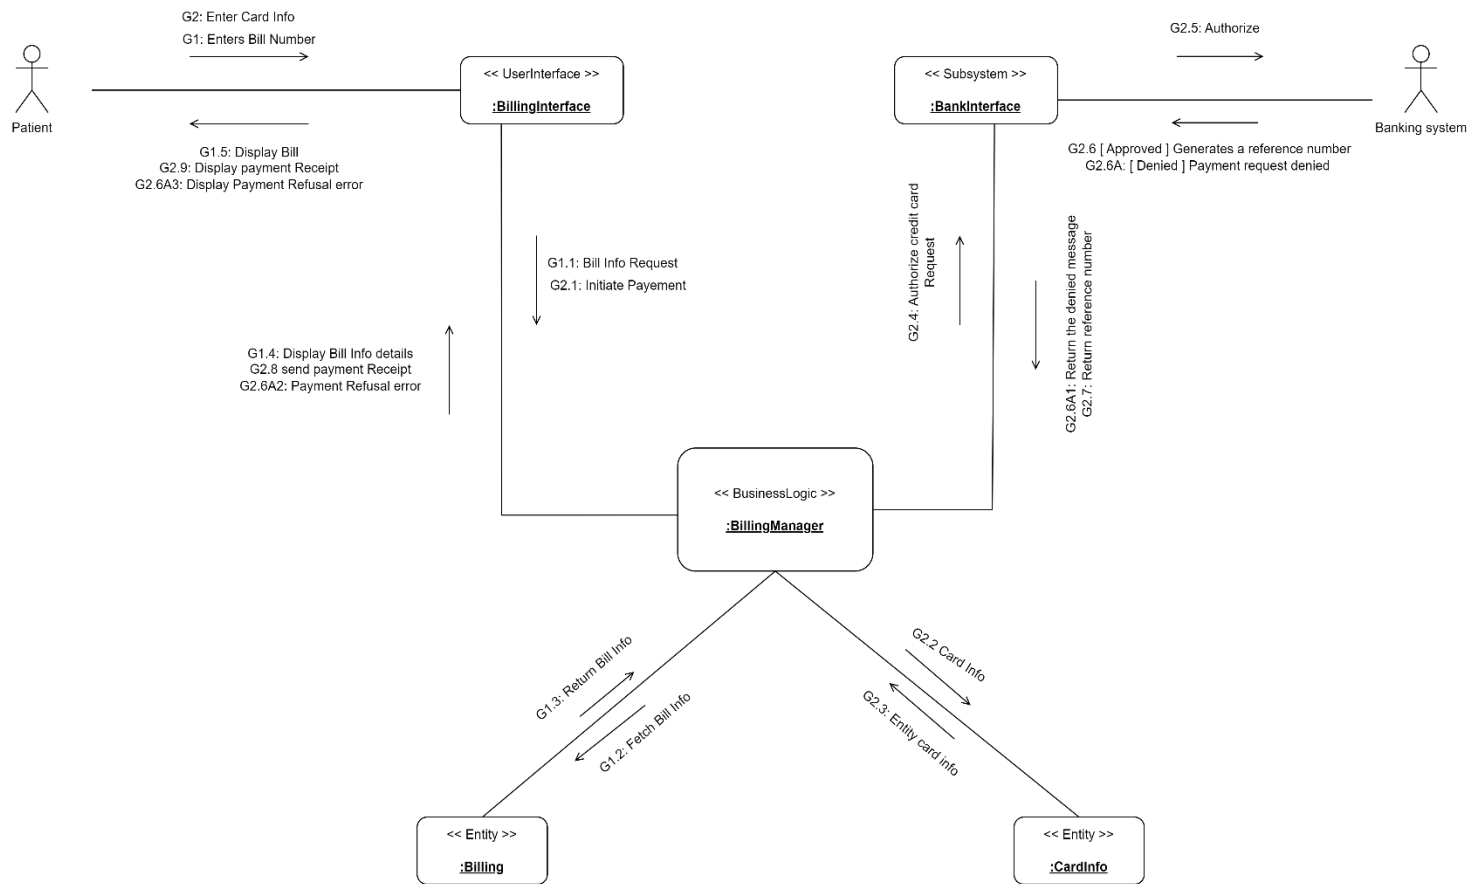 G2: Enter Card Info
G1: Enters Bill Number
Patient
G1.5: Display Bill
G2.9: Display payment Receipt
G2.6A3: Display Payment Refusal error
<< UserInterface >>
:BillingInterface
<< Subsystem >>
:BankInterface
G2.5: Authorize
Banking system
G2.6 [ Approved ] Generates a reference number
G2.6A: [ Denied ] Payment request denied
G1.1: Bill Info Request
G2.1: Initiate Payement
G1.4: Display Bill Info details
G2.8 send payment Receipt
G2.6A2: Payment Refusal error
G2.4: Authorize credit card
Request
G2.6A1: Return the denied message
G2.7: Return reference number
<< BusinessLogic >>
:BillingManager
G1.3: Return Bill Info
G1.2: Fetch Bill Info
G2.2 Card Info
G2.3: Entity card info
<< Entity >>
:Billing
<< Entity >>
:CardInfo